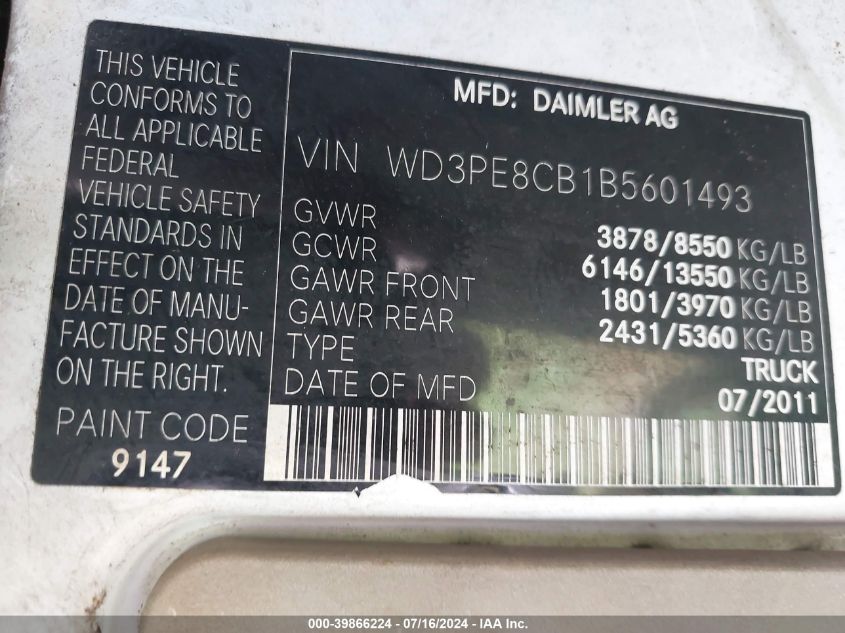 THIS VEHICLE
CONFORMS TO
ALL APPLICABLE
FEDERAL
VEHICLE SAFETY
STANDARDS IN
EFFECT ON THE
DATE OF MANU-
FACTURE SHOWN
ON THE RIGHT.
PAINT CODE
9147
MFD: DAIMLER AG
VIN WD3PE8CB1B5601493
GVWR 3878/8550 KG/LB
GCWR 6146/13550 KG/LB
GAWR FRONT 1801/3970 KG/LB
GAWR REAR 2431/5360 KG/LB
TYPE TRUCK
DATE OF MFD 07/2011
000-39866224 - 07/16/2024 - IAA Inc.